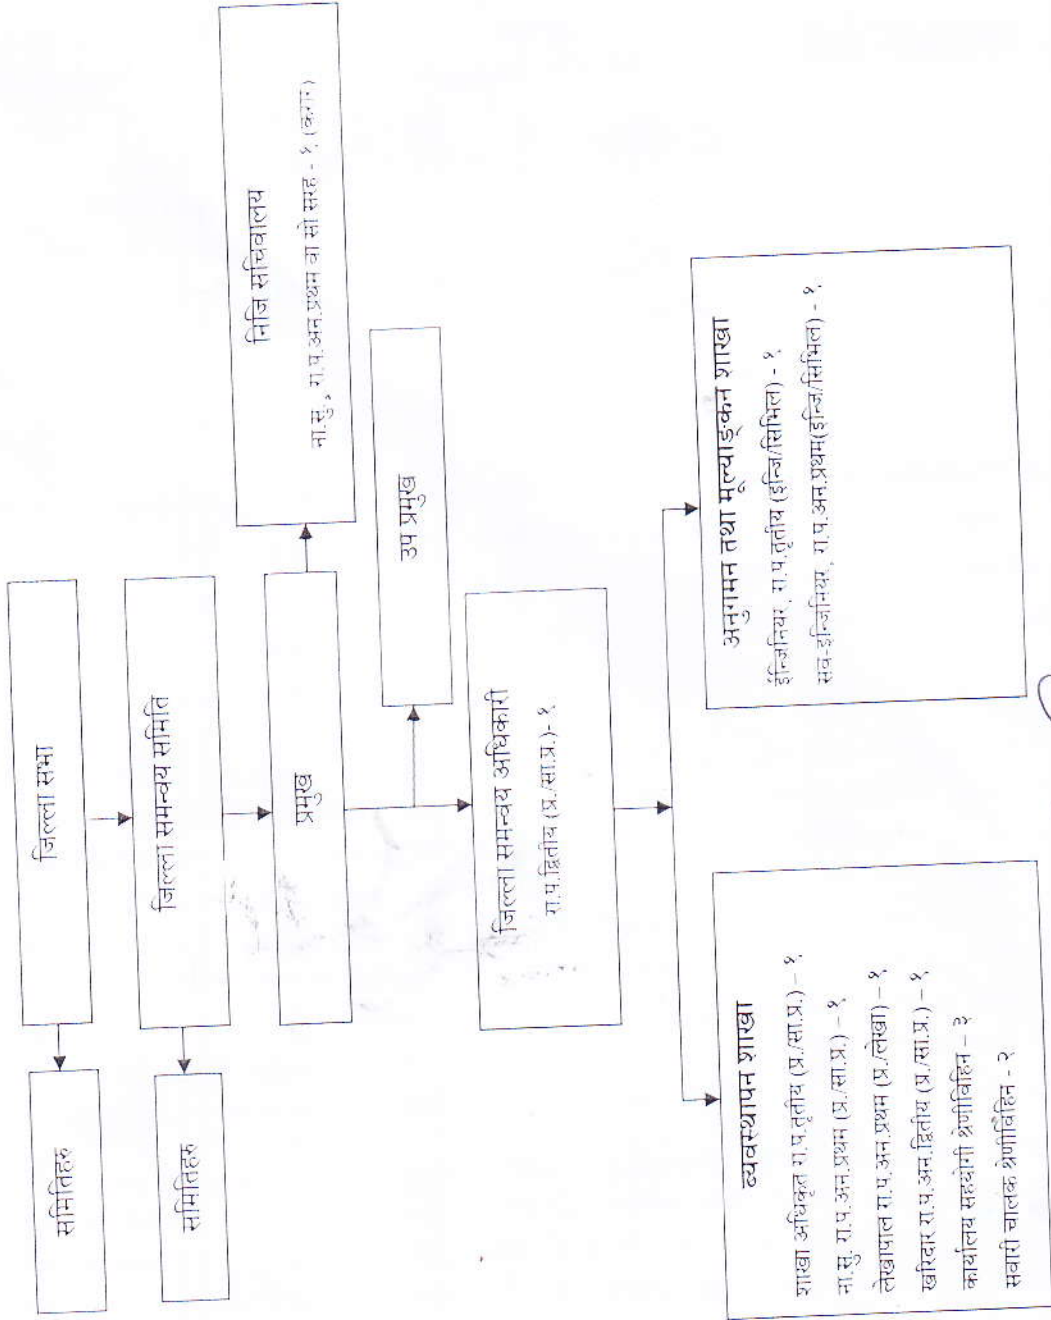 जिल्ला सभा
समितिहरु
जिल्ला समन्वय समिति
समितिहरु
प्रमुख
निजि सचिवालय
ना.सु., रा.प.अन.प्रथम वा सो सरह - १ (करार)
उप प्रमुख
जिल्ला समन्वय अधिकारी
रा.प.द्वितीय (प्र./सा.प्र.)- १
व्यवस्थापन शाखा
शाखा अधिकृत रा.प.तृतीय (प्र./सा.प्र.) – १
ना.सु. रा.प.अन.प्रथम (प्र./सा.प्र.) – १
लेखापाल रा.प.अन.प्रथम (प्र./लेखा) – १
खरिदार रा.प.अन.द्वितीय (प्र./सा.प्र.) – १
कार्यालय सहयोगी श्रेणीविहिन – ३
सवारी चालक श्रेणीविहिन - २
अनुगमन तथा मूल्याङ्कन शाखा
ईन्जिनियर, रा.प.तृतीय (इन्जि/सिभिल) - १
सव-इन्जिनियर, रा.प.अन.प्रथम(इन्जि/सिभिल) - १